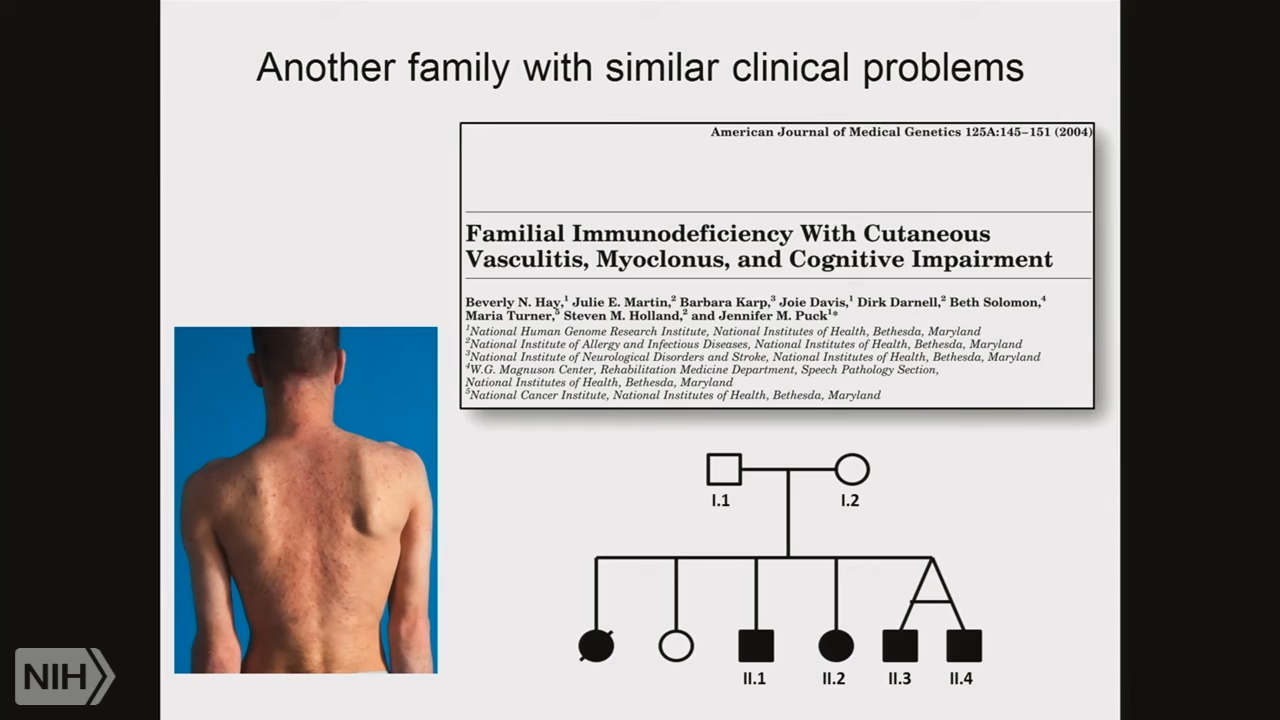 Another family with similar clinical problems
American Journal of Medical Genetics 125A:145–151 (2004)
Familial Immunodeficiency With Cutaneous
Vasculitis, Myoclonus, and Cognitive Impairment
Beverly N. Hay,1 Julie E. Martin,2 Barbara Karp,3 Joie Davis,1 Dirk Darnell,2 Beth Solomon,4
Maria Turner,5 Steven M. Holland,2 and Jennifer M. Puck1*
1National Human Genome Research Institute, National Institutes of Health, Bethesda, Maryland
2National Institute of Allergy and Infectious Diseases, National Institutes of Health, Bethesda, Maryland
3National Institute of Neurological Disorders and Stroke, National Institutes of Health, Bethesda, Maryland
4W.G. Magnuson Center, Rehabilitation Medicine Department, Speech Pathology Section,
National Institutes of Health, Bethesda, Maryland
5National Cancer Institute, National Institutes of Health, Bethesda, Maryland
I.1 I.2
II.1 II.2 II.3 II.4
NIH